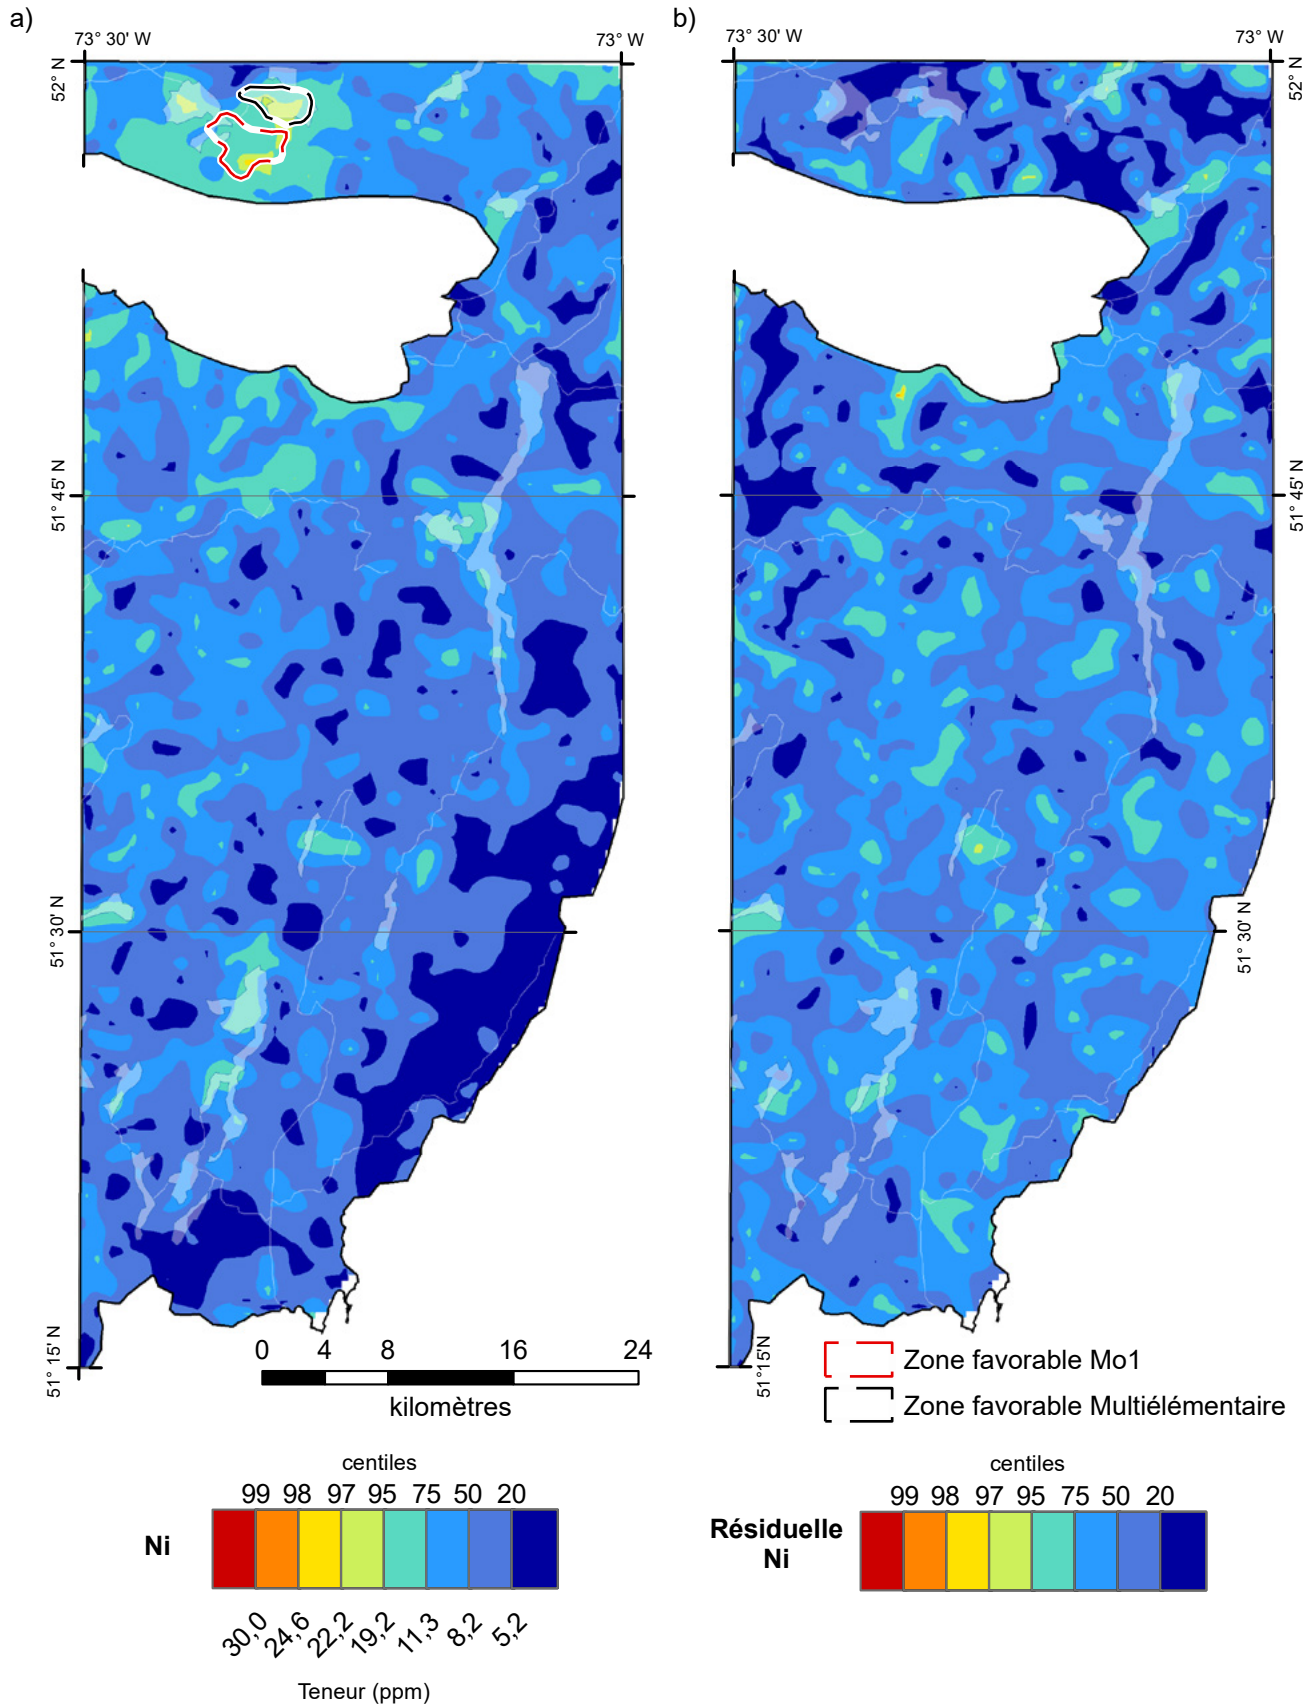 a)
73° 30' W
73° W
52° N
51° 45' N
51° 30' N
51° 15' N
0 4 8 16 24
kilomètres
centiles
99 98 97 95 75 50 20
Ni
30,0 24,6 22,2 19,2 11,3 8,2 5,2
Teneur (ppm)
b)
73° 30' W
73° W
52° N
51° 45' N
51° 30' N
51° 15'N
Zone favorable Mo1
Zone favorable Multiélémentaire
centiles
99 98 97 95 75 50 20
Résiduelle
Ni